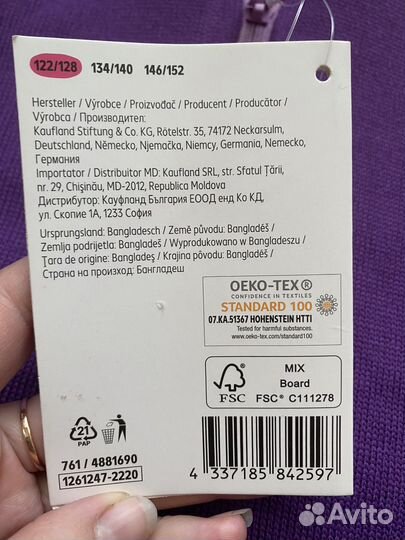 122/128 134/140 146/152
Hersteller / Výrobce / Proizvođač / Producent / Producător /
Výrobca / Производител:
Kaufland Stiftung & Co. KG, Rötelstr. 35, 74172 Neckarsulm,
Deutschland, Německo, Njemačka, Niemcy, Germania, Nemecko,
Германия
Importator / Distribuitor MD: Kaufland SRL, str. Sfatul Țării,
nr. 29, Chișinău, MD-2012, Republica Moldova
Дистрибутор: Кауфланд България ЕООД енд Ко КД,
ул. Скопие 1А, 1233 София
Ursprungsland: Bangladesch / Země původu: Bangladéš /
Zemlja podrijetla: Bangladeš / Wyprodukowano w Bangladeszu /
Țara de origine: Bangladeș / Krajina pôvodu: Bangladéš /
Страна на произход: Бангладеш
OEKO-TEX®
CONFIDENCE IN TEXTILES
STANDARD 100
07.KA.51367 HOHENSTEIN HTTI
Tested for harmful substances.
www.oeko-tex.com/standard100
FSC
MIX
Board
FSC® C111278
21
PAP
761 / 4881690
1261247-2220
4 337185 842597
Avito